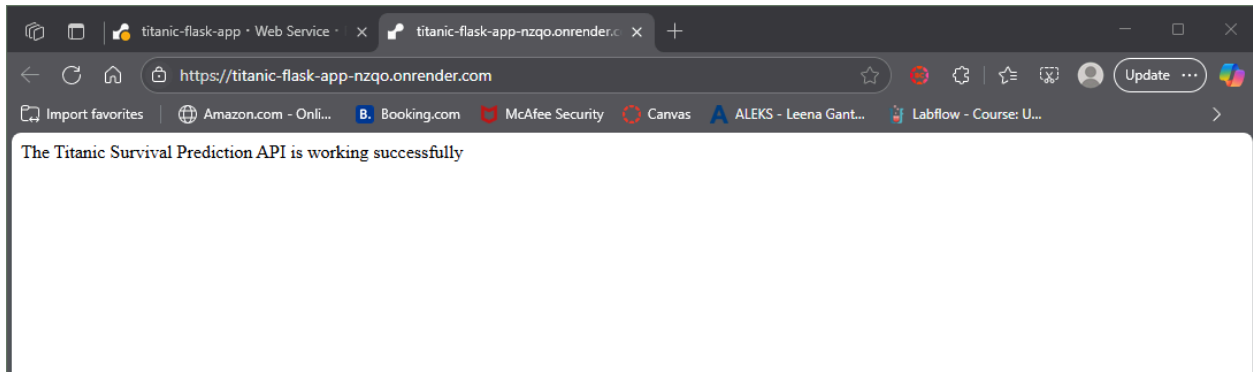 titanic-flask-app · Web Service ·
titanic-flask-app-nzqo.onrender.c
https://titanic-flask-app-nzqo.onrender.com
Update
Import favorites
Amazon.com - Onli...
B. Booking.com
McAfee Security
Canvas
A ALEKS - Leena Gant...
Labflow - Course: U...
The Titanic Survival Prediction API is working successfully